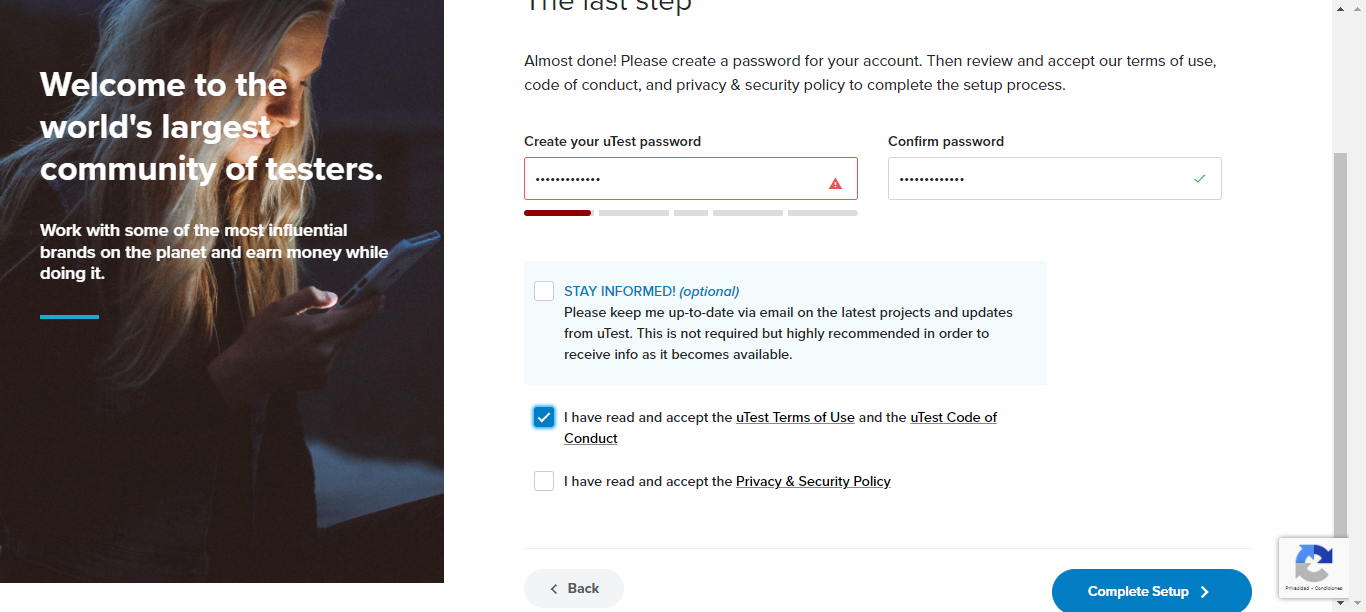 The last step
Welcome to the
world's largest
community of testers.
Work with some of the most influential
brands on the planet and earn money while
doing it.
Almost done! Please create a password for your account. Then review and accept our terms of use,
code of conduct, and privacy & security policy to complete the setup process.
Create your uTest password
Confirm password
•••••••••••••
•••••••••••••
STAY INFORMED! (optional)
Please keep me up-to-date via email on the latest projects and updates
from uTest. This is not required but highly recommended in order to
receive info as it becomes available.
I have read and accept the uTest Terms of Use and the uTest Code of
Conduct
I have read and accept the Privacy & Security Policy
Back
Complete Setup
Privacidad - Condiciones